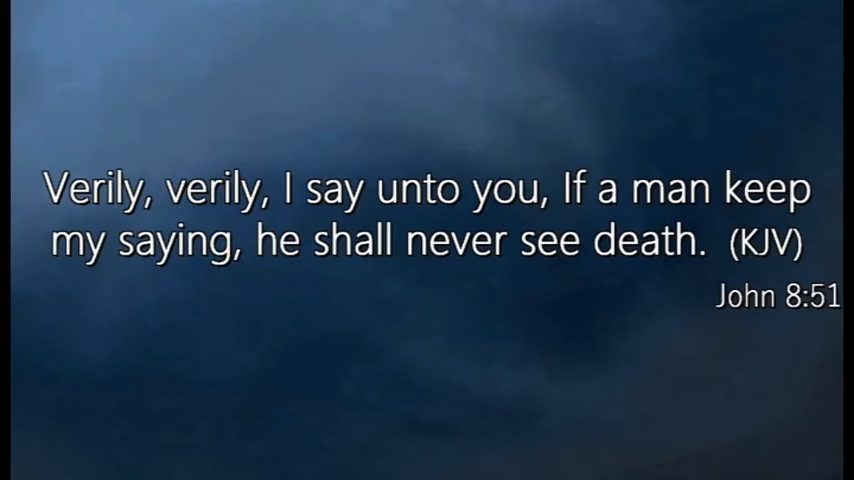 Verily, verily, I say unto you, If a man keep
my saying, he shall never see death. (KJV)
John 8:51